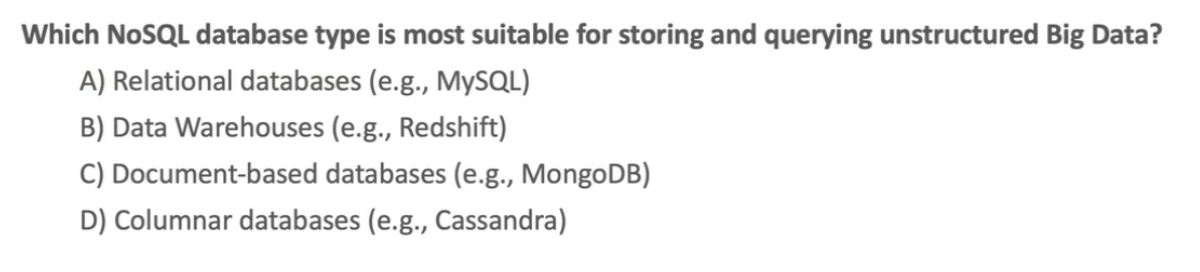 Which NoSQL database type is most suitable for storing and querying unstructured Big Data?
A) Relational databases (e.g., MySQL)
B) Data Warehouses (e.g., Redshift)
C) Document-based databases (e.g., MongoDB)
D) Columnar databases (e.g., Cassandra)